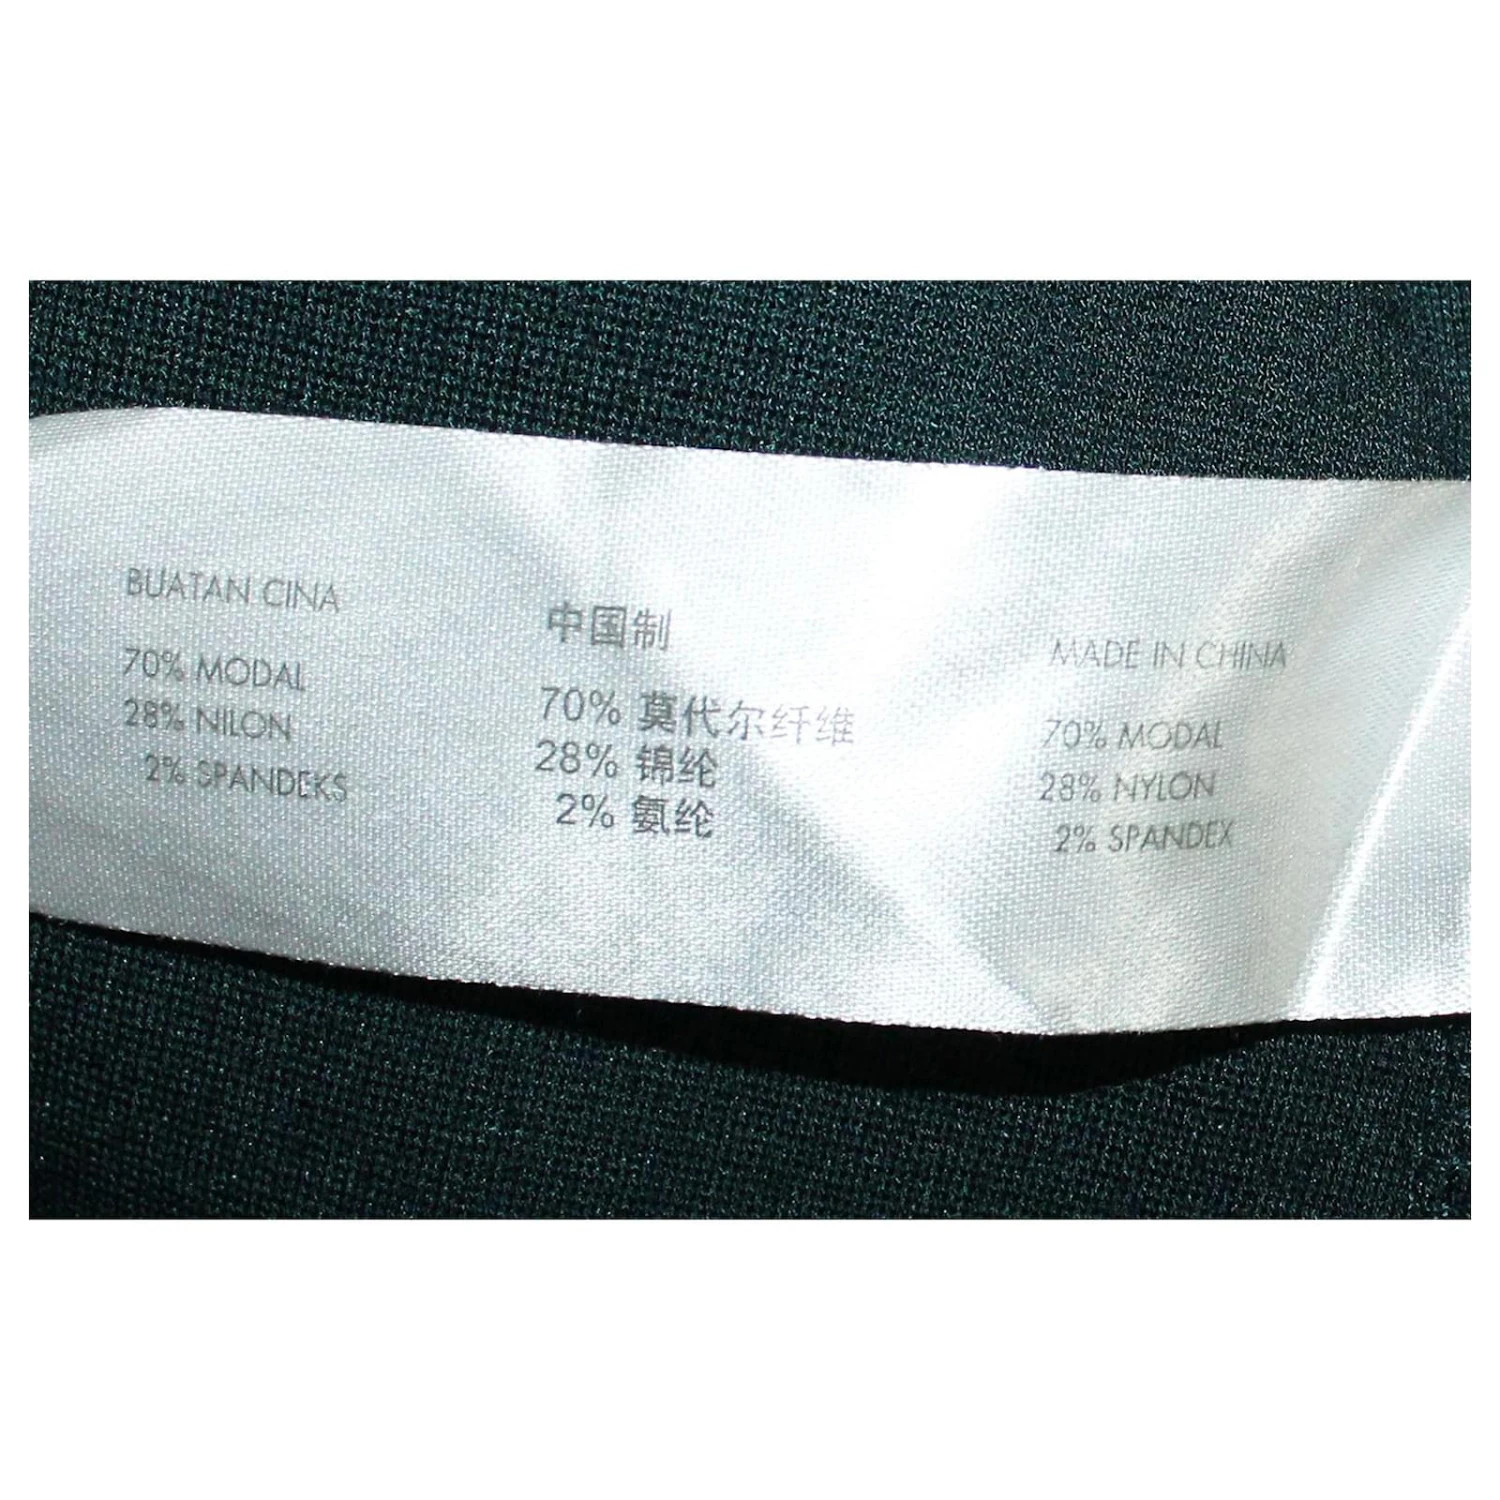 BUATAN CINA
70% MODAL
28% NILON
2% SPANDEKS
中国制
70% 莫代尔纤维
28% 锦纶
2% 氨纶
MADE IN CHINA
70% MODAL
28% NYLON
2% SPANDEX